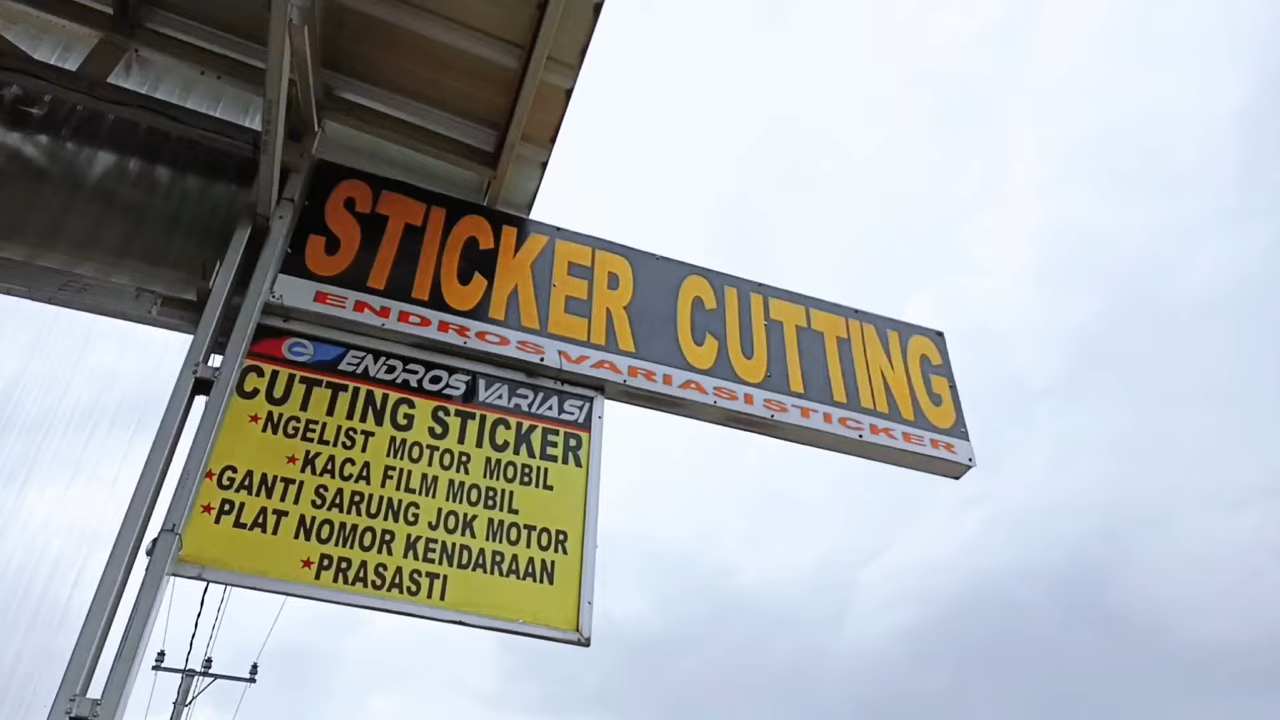 STICKER CUTTING
ENDROS VARIASI STICKER
e ENDROS VARIASI
CUTTING STICKER
★NGELIST MOTOR MOBIL
★KACA FILM MOBIL
★GANTI SARUNG JOK MOTOR
★PLAT NOMOR KENDARAAN
★PRASASTI